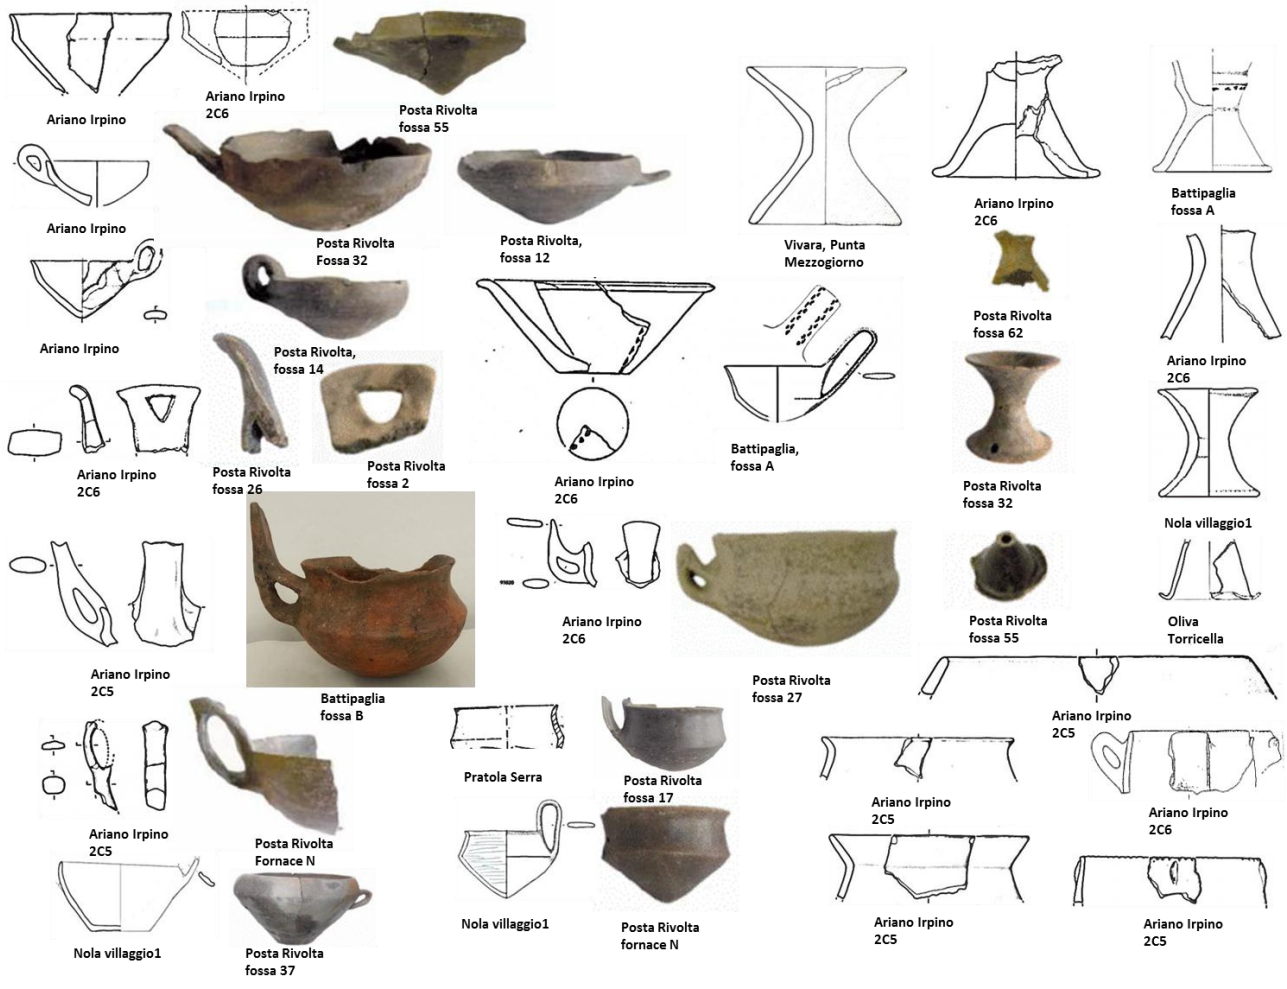 Ariano Irpino
Ariano Irpino
2C6
Posta Rivolta
fossa 55
Ariano Irpino
Posta Rivolta
Fossa 32
Posta Rivolta,
fossa 12
Vivara, Punta
Mezzogiorno
Ariano Irpino
2C6
Battipaglia
fossa A
Ariano Irpino
Posta Rivolta,
fossa 14
Posta Rivolta
fossa 62
Ariano Irpino
2C6
Ariano Irpino
2C6
Posta Rivolta
fossa 26
Posta Rivolta
fossa 2
Ariano Irpino
2C6
Battipaglia,
fossa A
Posta Rivolta
fossa 32
Nola villaggio1
Ariano Irpino
2C5
Battipaglia
fossa B
Ariano Irpino
2C6
Posta Rivolta
fossa 27
Posta Rivolta
fossa 55
Oliva
Torricella
Ariano Irpino
2C5
Ariano Irpino
2C5
Posta Rivolta
Fornace N
Pratola Serra
Posta Rivolta
fossa 17
Ariano Irpino
2C5
Ariano Irpino
2C6
Nola villaggio1
Posta Rivolta
fossa 37
Nola villaggio1
Posta Rivolta
fornace N
Ariano Irpino
2C5
Ariano Irpino
2C5